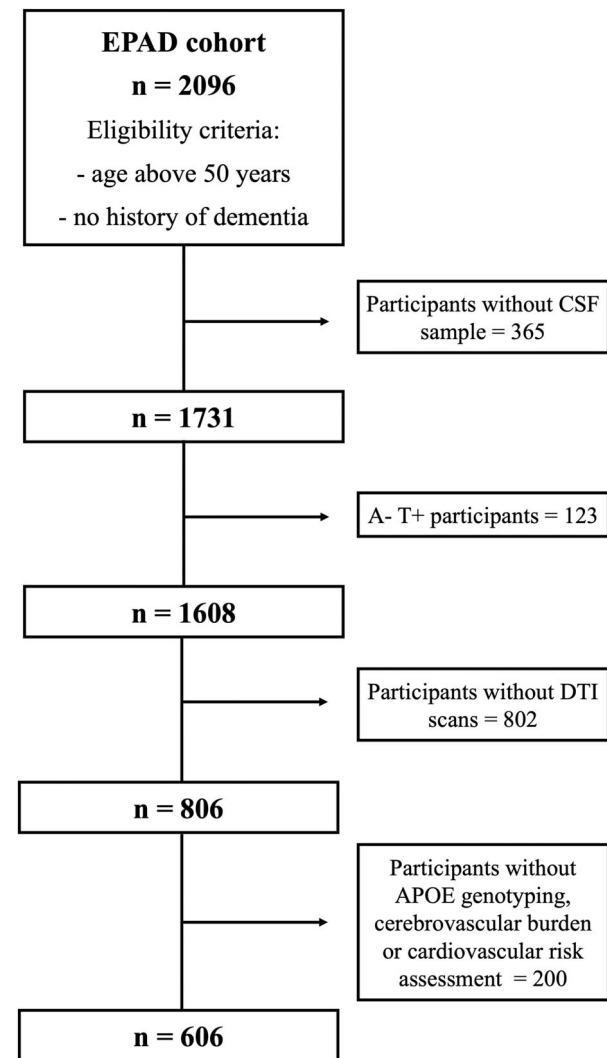 EPAD cohort
n = 2096
Eligibility criteria:
- age above 50 years
- no history of dementia
Participants without CSF
sample = 365
n = 1731
A- T+ participants = 123
n = 1608
Participants without DTI
scans = 802
n = 806
Participants without
APOE genotyping,
cerebrovascular burden
or cardiovascular risk
assessment = 200
n = 606